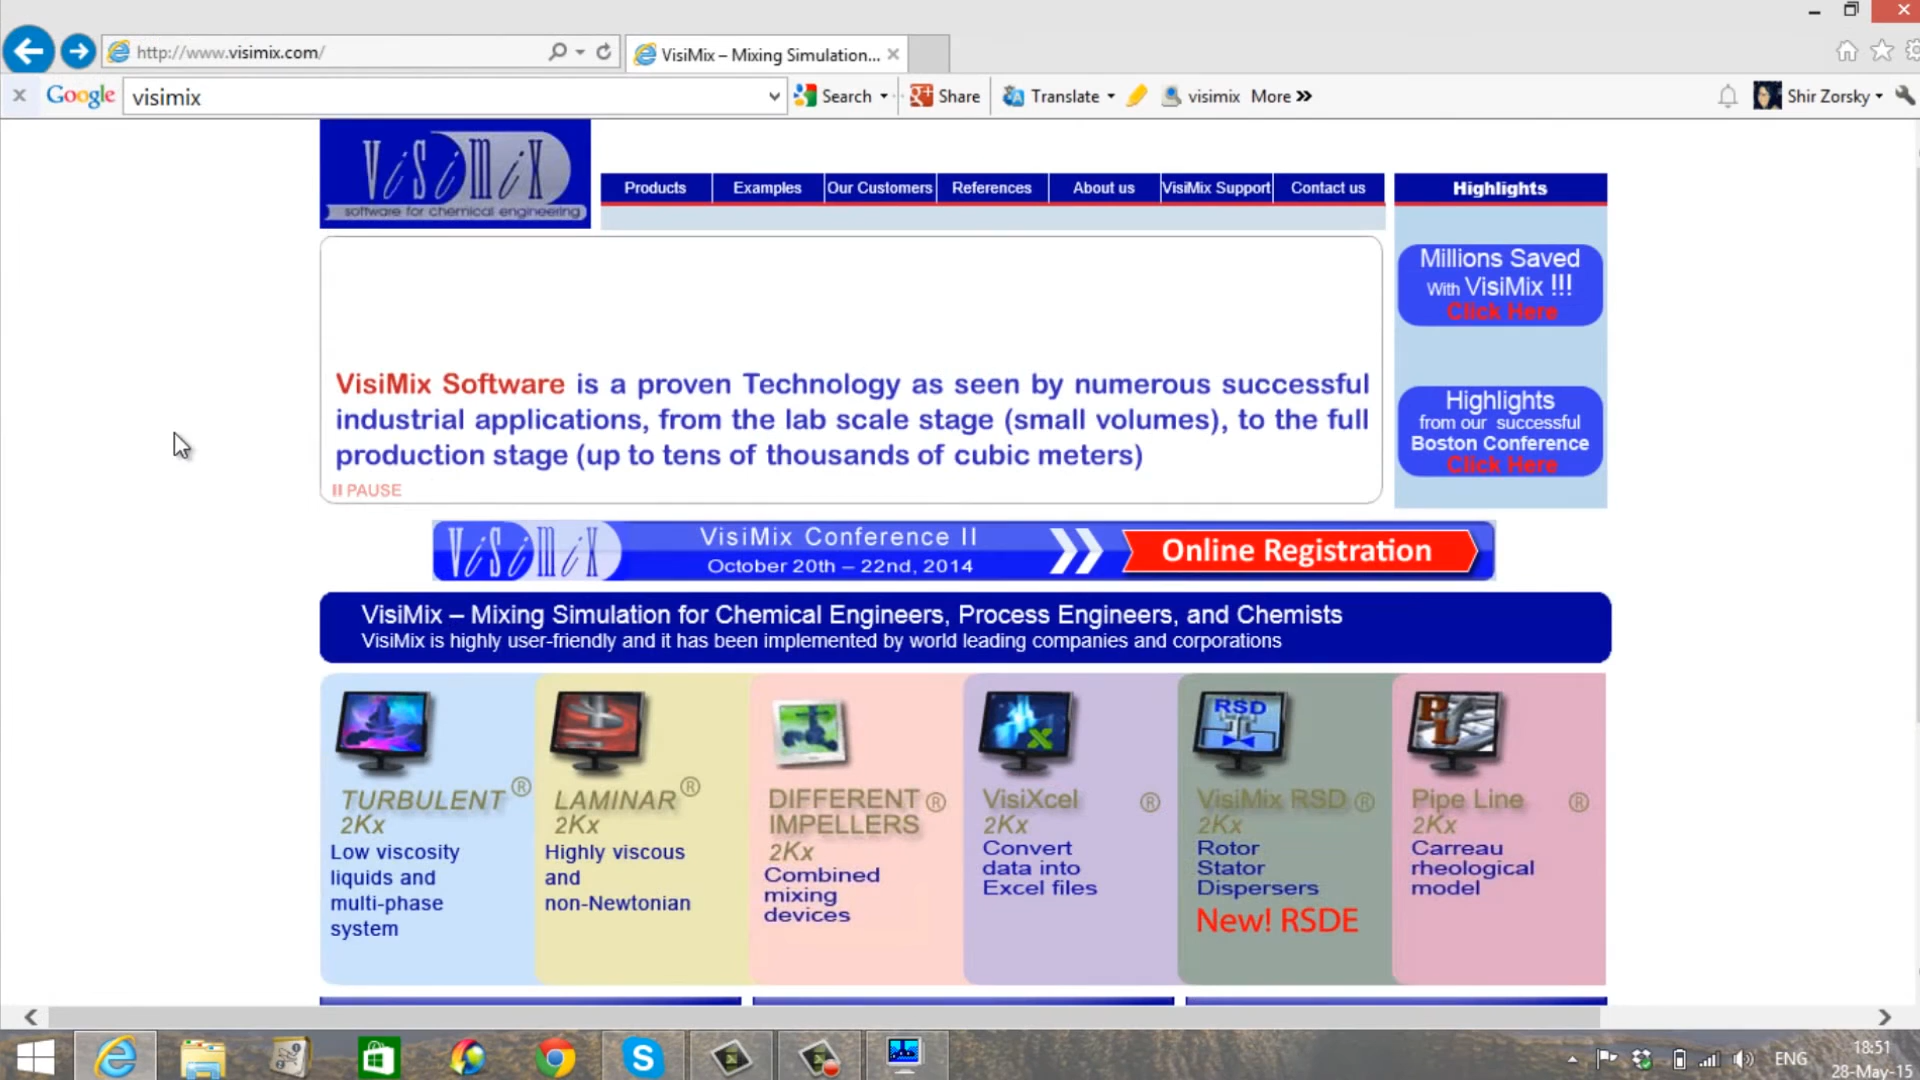 http://www.visimix.com/
VisiMix – Mixing Simulation...
Google
visimix
Search
Share
Translate
visimix
More »
Shir Zorsky
ViSiMiX
software for chemical engineering
Products
Examples
Our Customers
References
About us
VisiMix Support
Contact us
Highlights
Millions Saved
With VisiMix !!!
Click Here
Highlights
from our successful
Boston Conference
Click Here
VisiMix Software is a proven Technology as seen by numerous successful
industrial applications, from the lab scale stage (small volumes), to the full
production stage (up to tens of thousands of cubic meters)
PAUSE
ViSiMiX
VisiMix Conference II
October 20th – 22nd, 2014
Online Registration
VisiMix – Mixing Simulation for Chemical Engineers, Process Engineers, and Chemists
VisiMix is highly user-friendly and it has been implemented by world leading companies and corporations
TURBULENT ®
2Kx
Low viscosity
liquids and
multi-phase
system
LAMINAR ®
2Kx
Highly viscous
and
non-Newtonian
DIFFERENT ®
IMPELLERS
2Kx
Combined
mixing
devices
X
VisiXcel ®
2Kx
Convert
data into
Excel files
RSD
VisiMix RSD ®
2Kx
Rotor
Stator
Dispersers
New! RSDE
PL
Pipe Line ®
2Kx
Carreau
rheological
model
ENG
18:51
28-May-15